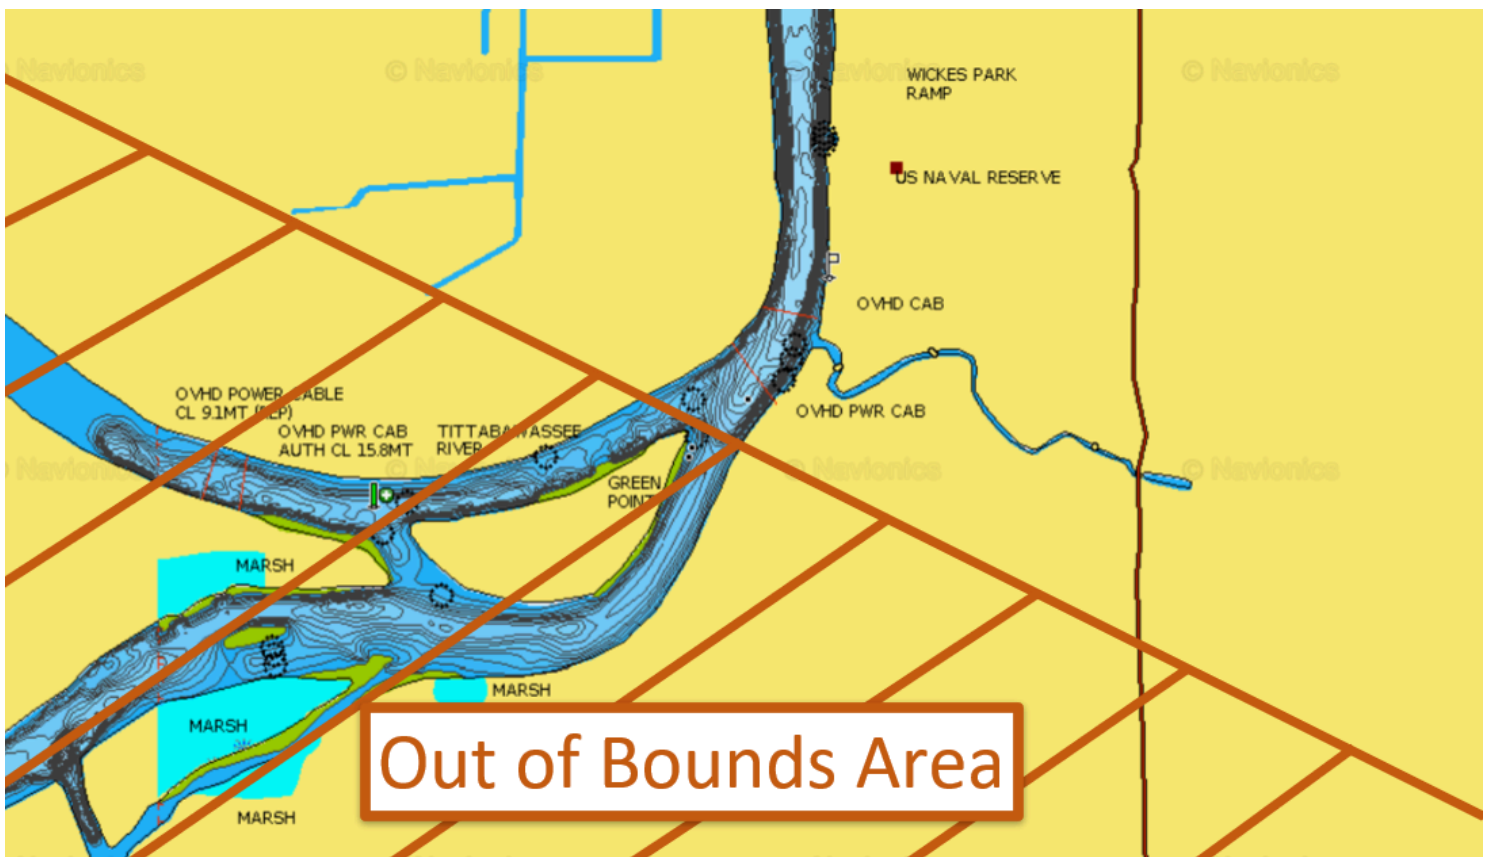 © Navionics
© Navionics
© Navionics
© Navionics
WICKES PARK
RAMP
US NAVAL RESERVE
OVHD CAB
OVHD POWER CABLE
CL 9.1MT (REP)
OVHD PWR CAB
AUTH CL 15.8MT
TITTABAWASSEE
RIVER
OVHD PWR CAB
© Navionics
© Navionics
© Navionics
© Navionics
GREEN
POINT
MARSH
MARSH
MARSH
Out of Bounds Area
MARSH